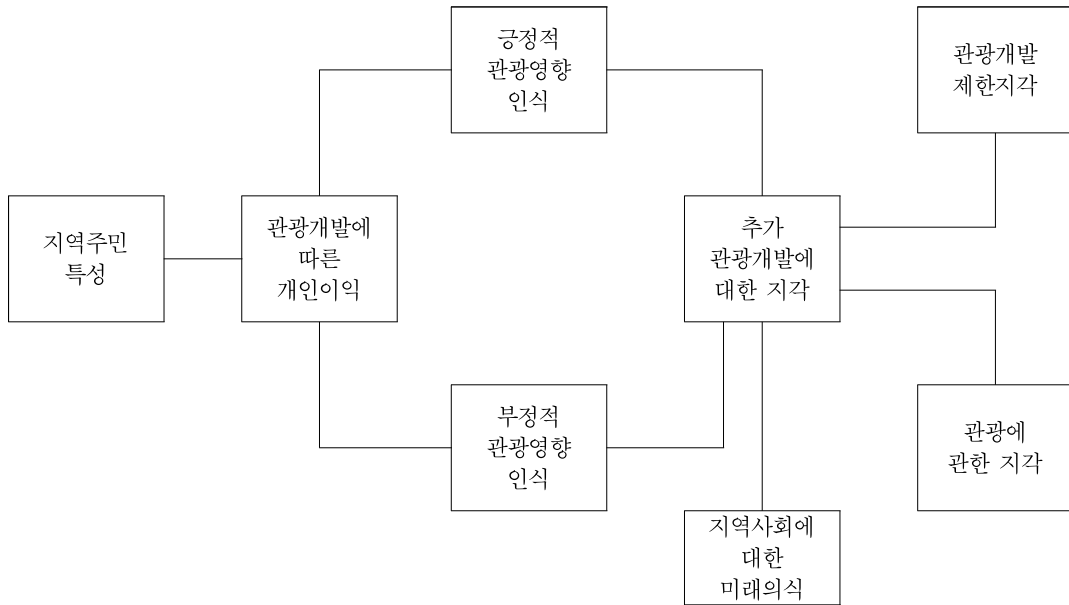 긍정적
관광영향
인식
관광개발
제한지각
지역주민
특성
관광개발에
따른
개인이익
추가
관광개발에
대한 지각
부정적
관광영향
인식
관광에
관한 지각
지역사회에
대한
미래의식